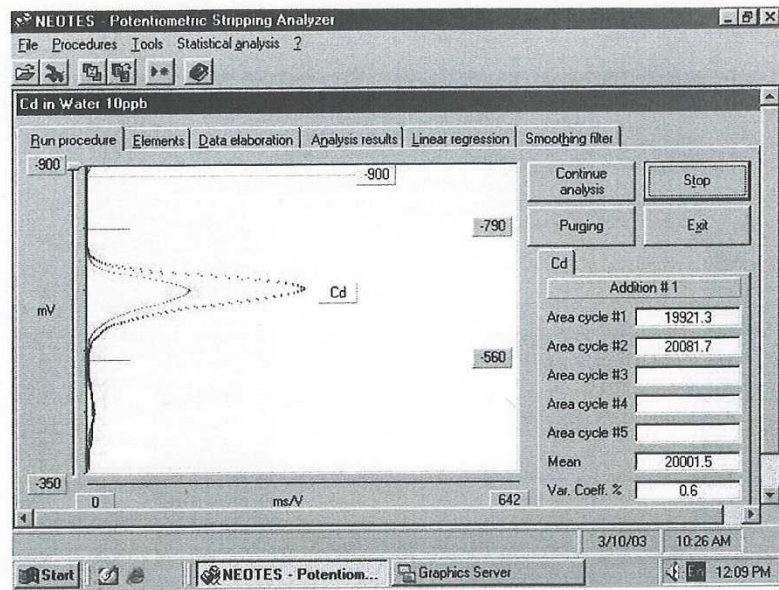 NEOTES - Potentiometric Stripping Analyzer
File Procedures Tools Statistical analysis ?
Cd in Water 10ppb
Run procedure Elements Data elaboration Analysis results Linear regression Smoothing filter
-900
-900
Continue analysis
Stop
-790
Purging
Exit
Cd
Addition # 1
Cd
mV
Area cycle #1 19921.3
Area cycle #2 20081.7
-560
Area cycle #3
Area cycle #4
Area cycle #5
Mean 20001.5
-350
Var. Coeff. % 0.6
0 ms/V 642
3/10/03 10:26 AM
Start NEOTES - Potentiom... Graphics Server En 12:09 PM